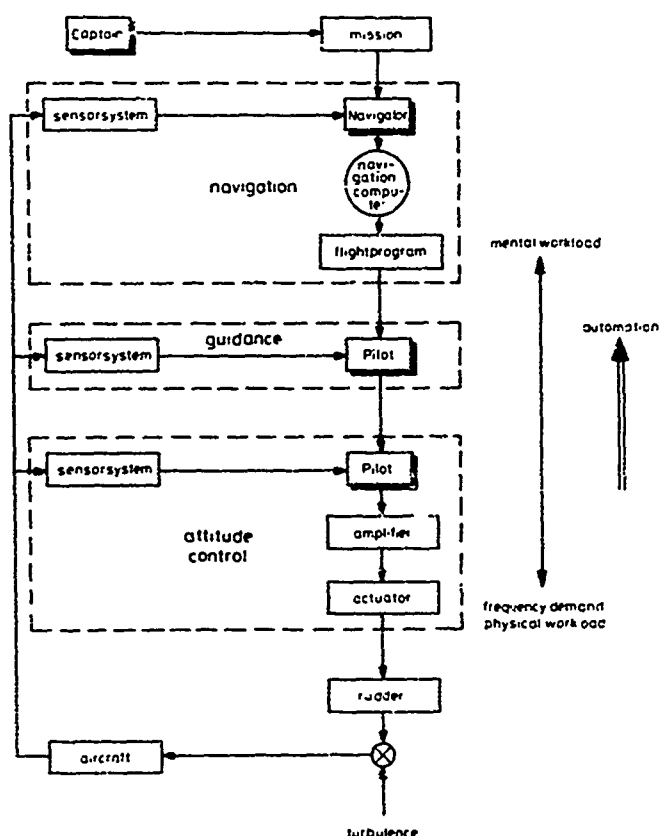 Captain
mission
sensorsystem
Navigator
navigation
navi-
gation
compu-
ter
flightprogram
mental workload
automation
guidance
sensorsystem
Pilot
sensorsystem
Pilot
attitude
control
amplifier
actuator
frequency demand
physical workload
rudder
aircraft
turbulence